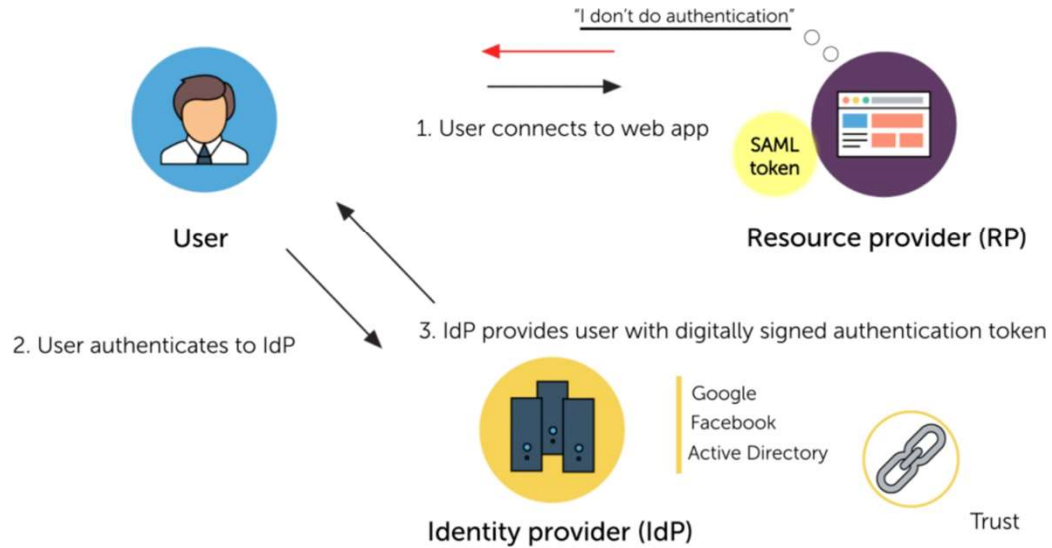 "I don't do authentication"
1. User connects to web app
SAML
token
User
Resource provider (RP)
2. User authenticates to IdP
3. IdP provides user with digitally signed authentication token
Google
Facebook
Active Directory
Trust
Identity provider (IdP)